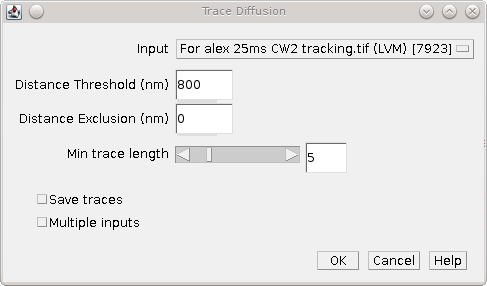 Trace Diffusion
Input For alex 25ms CW2 tracking.tif (LVM) [7923]
Distance Threshold (nm) 800
Distance Exclusion (nm) 0
Min trace length 5
Save traces
Multiple inputs
OK Cancel Help